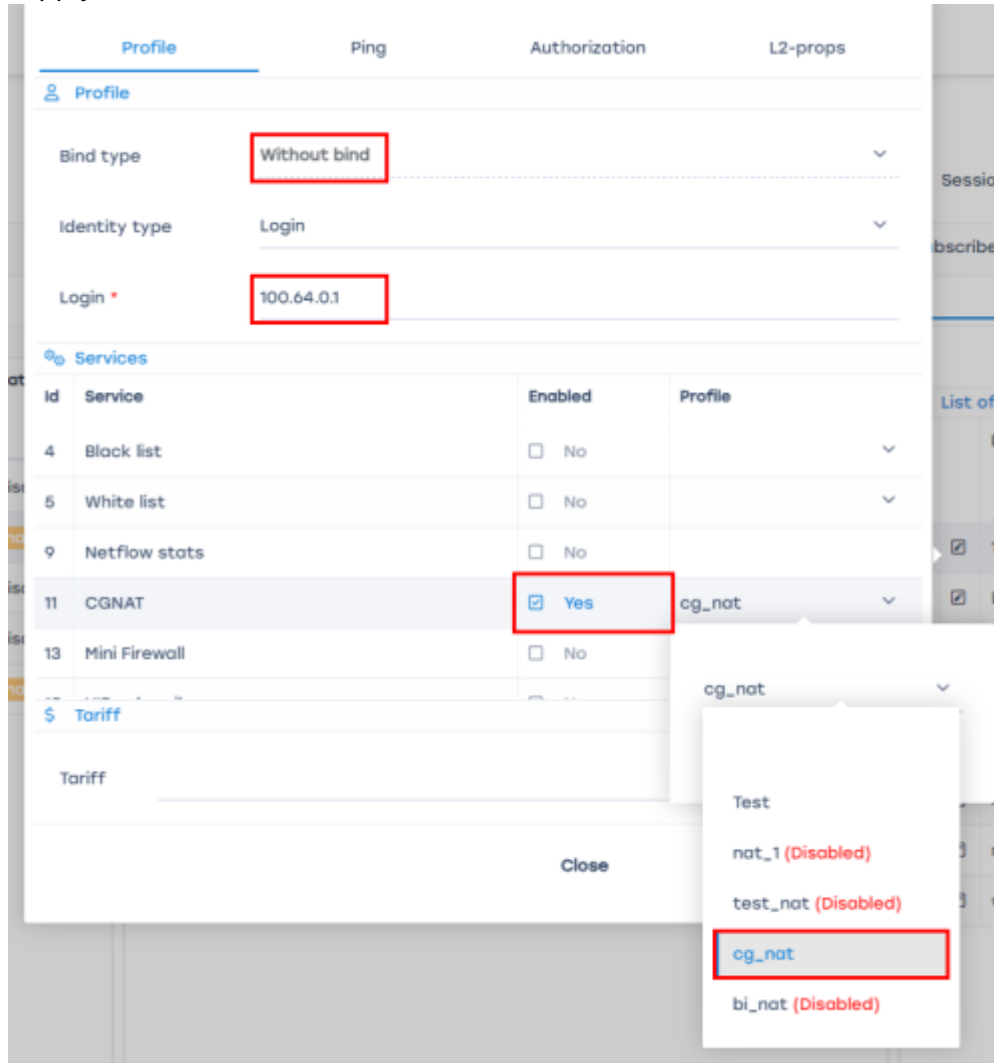 Profile Ping Authorization L2-props
Profile
Bind type Without bind
Identity type Login
Login * 100.64.0.1
Services
Id Service Enabled Profile
List of
4 Black list No
5 White list No
9 Netflow stats No
11 CGNAT Yes cg_nat
13 Mini Firewall No
cg_nat
$ Tariff
Tariff
Test
nat_1 (Disabled)
Close
test_nat (Disabled)
cg_nat
bi_nat (Disabled)